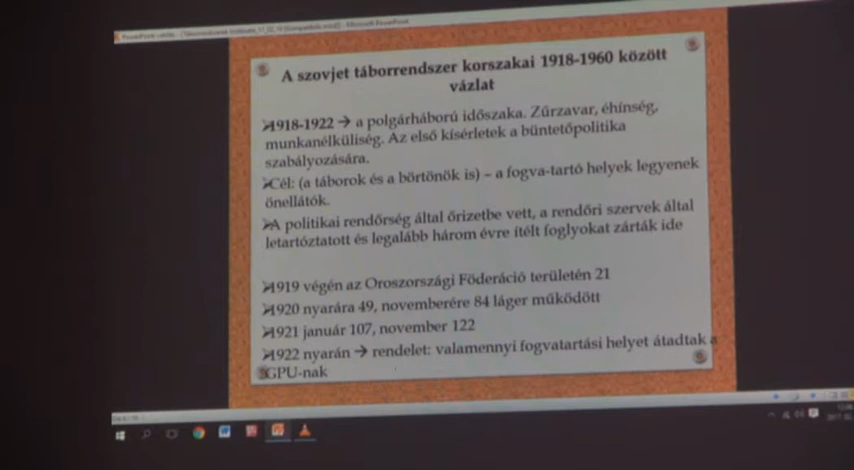 A szovjet táborrendszer korszakai 1918-1960 között
vázlat
1918-1922 → a polgárháború időszaka. Zűrzavar, éhínség,
munkanélküliség. Az első kísérletek a büntetőpolitika
szabályozására.
Cél: (a táborok és a börtönök is) – a fogva-tartó helyek legyenek
önellátók.
A politikai rendőrség által őrizetbe vett, a rendőri szervek által
letartóztatott és legalább három évre ítélt foglyokat zárták ide
1919 végén az Oroszországi Föderáció területén 21
1920 nyarára 49, novemberére 84 láger működött
1921 január 107, november 122
1922 nyarán → rendelet: valamennyi fogvatartási helyet átadtak a
GPU-nak